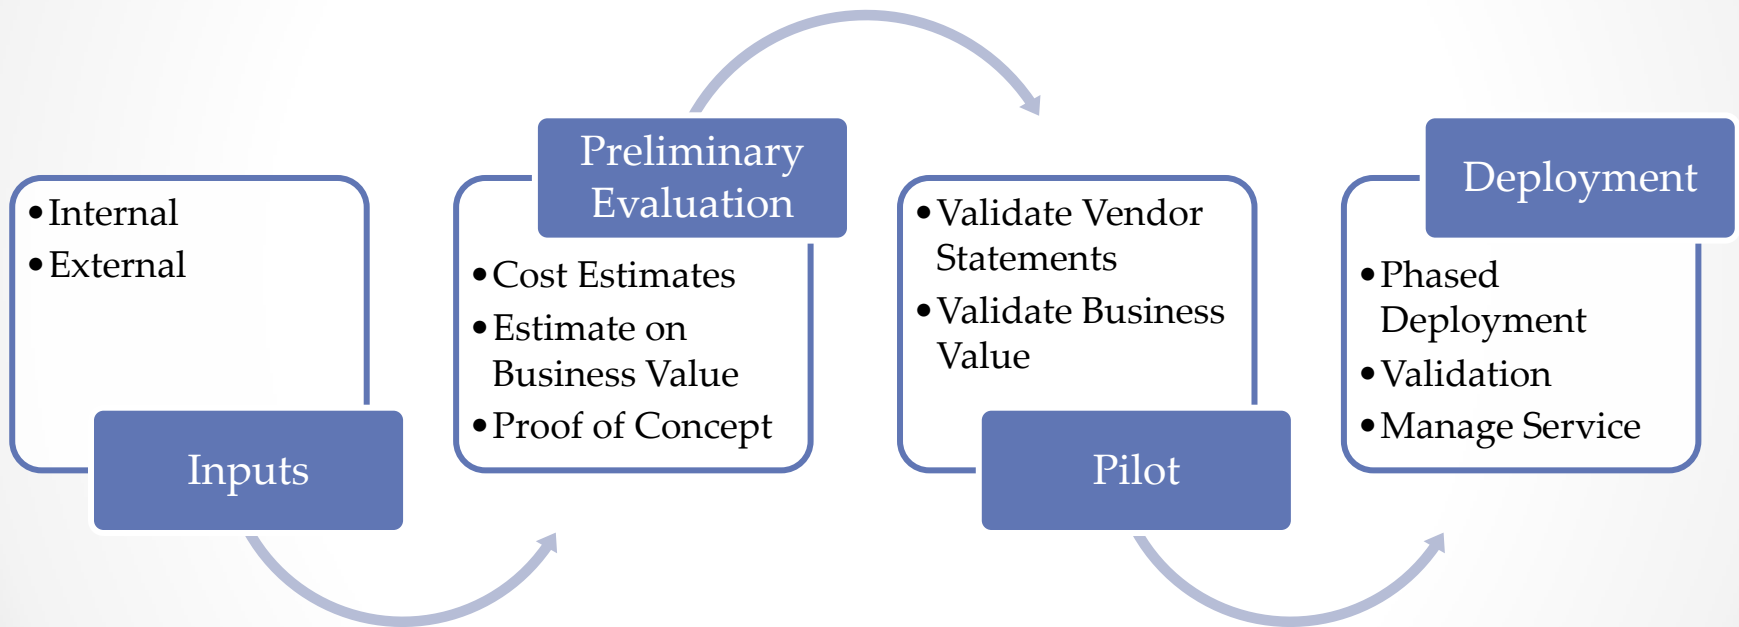 •Internal
•External
Inputs
Preliminary
Evaluation
•Cost Estimates
•Estimate on
Business Value
•Proof of Concept
•Validate Vendor
Statements
•Validate Business
Value
Pilot
Deployment
•Phased
Deployment
•Validation
•Manage Service